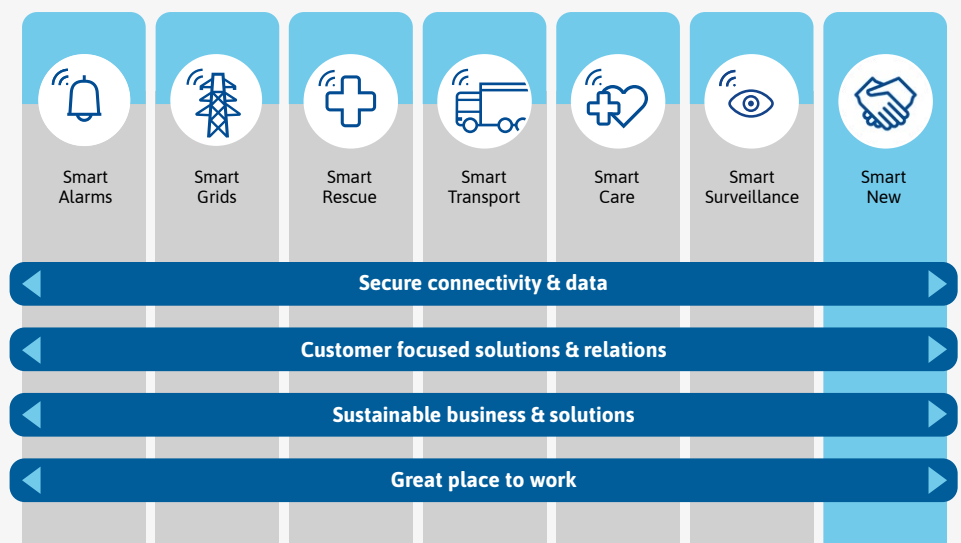 Smart
Alarms
Smart
Grids
Smart
Rescue
Smart
Transport
Smart
Care
Smart
Surveillance
Smart
New
Secure connectivity & data
Customer focused solutions & relations
Sustainable business & solutions
Great place to work